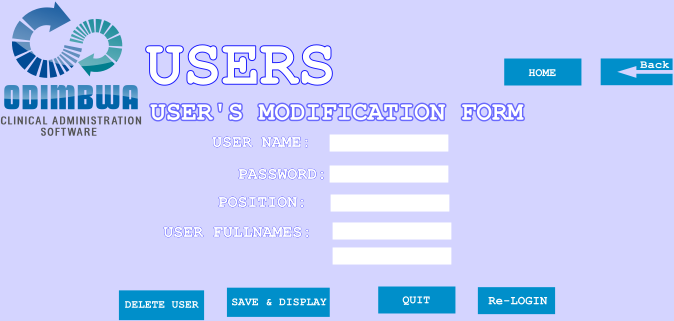 USERS
HOME
Back
ODIMBWA
CLINICAL ADMINISTRATION
SOFTWARE
USER'S MODIFICATION FORM
USER NAME:
PASSWORD:
POSITION:
USER FULLNAMES:
DELETE USER
SAVE & DISPLAY
QUIT
Re-LOGIN